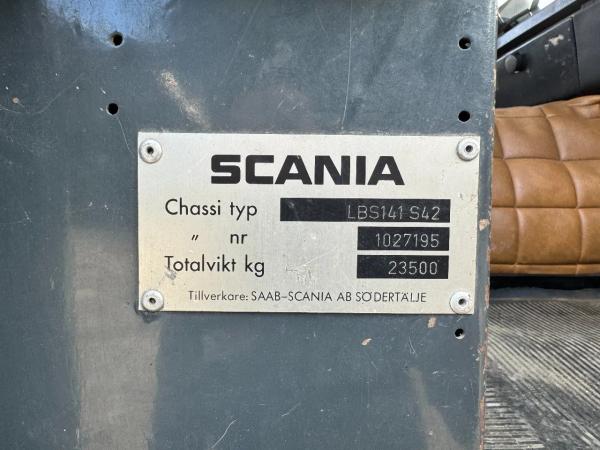 SCANIA
Chassi typ LBS141 S42
〃 nr 1027195
Totalvikt kg 23500
Tillverkare: SAAB-SCANIA AB SÖDERTÄLJE